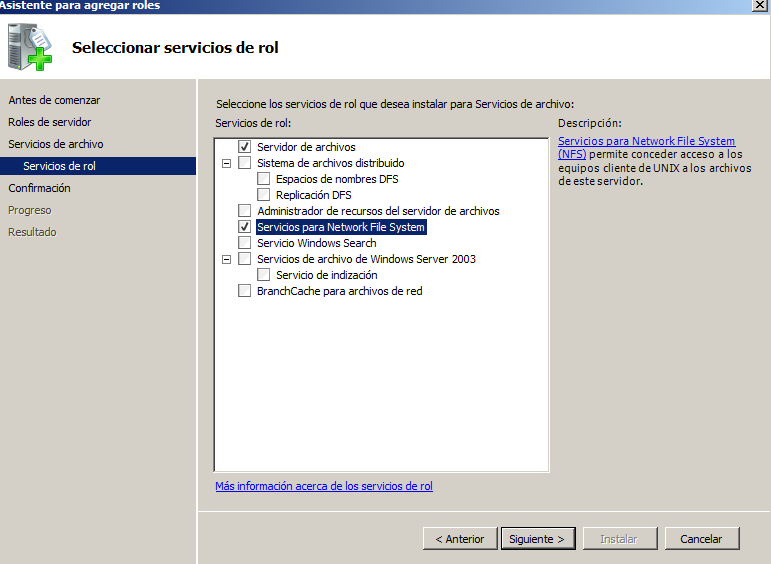 Asistente para agregar roles
Seleccionar servicios de rol
Antes de comenzar
Roles de servidor
Servicios de archivo
Servicios de rol
Confirmación
Progreso
Resultado
Seleccione los servicios de rol que desea instalar para Servicios de archivo:
Servicios de rol:
Servidor de archivos
Sistema de archivos distribuido
Espacios de nombres DFS
Replicación DFS
Administrador de recursos del servidor de archivos
Servicios para Network File System
Servicio Windows Search
Servicios de archivo de Windows Server 2003
Servicio de indización
BranchCache para archivos de red
Descripción:
Servicios para Network File System
(NFS) permite conceder acceso a los
equipos cliente de UNIX a los archivos
de este servidor.
Más información acerca de los servicios de rol
< Anterior
Siguiente >
Instalar
Cancelar